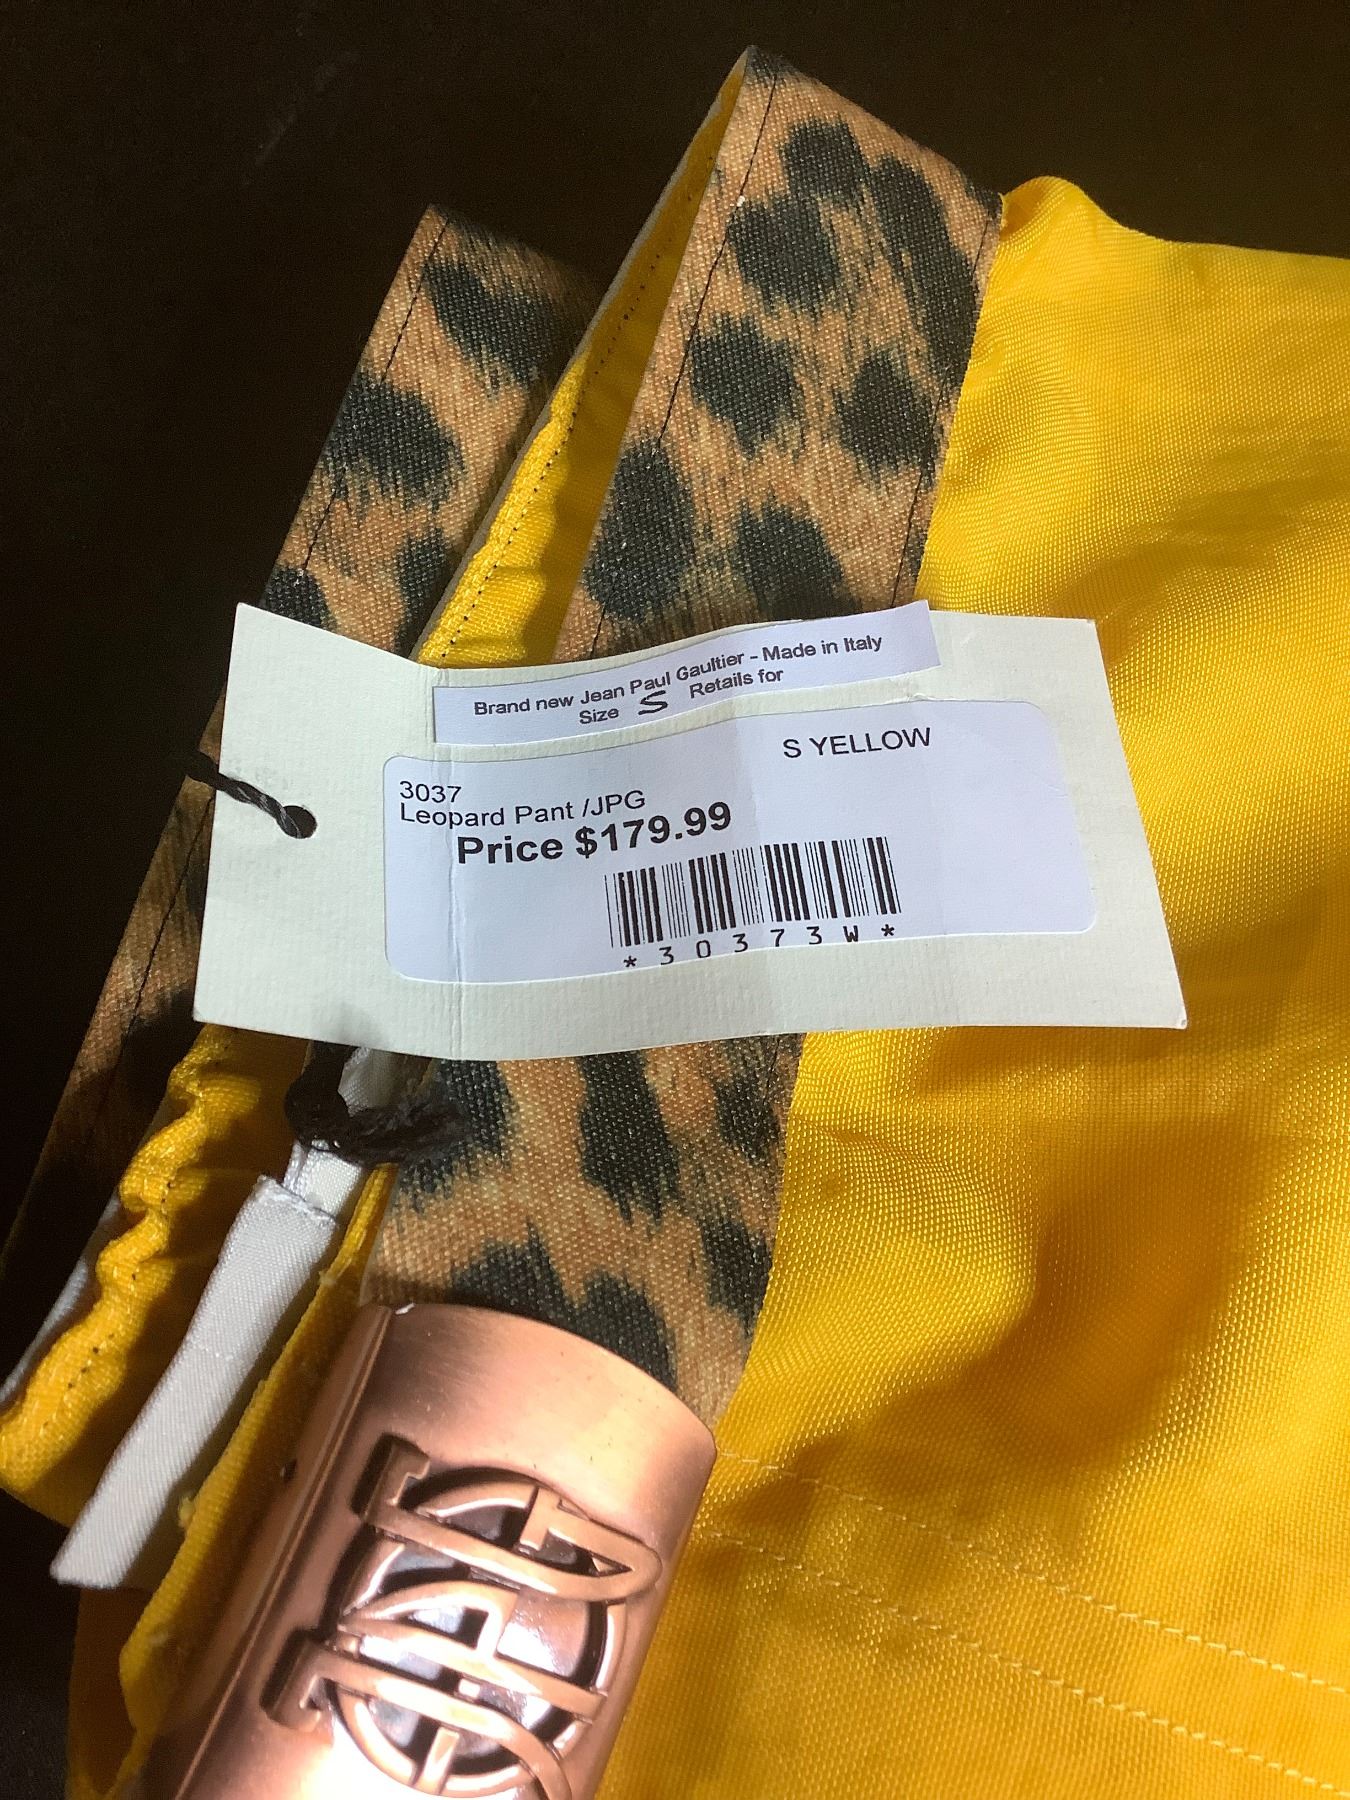 Brand new Jean Paul Gaultier - Made in Italy
Size S Retails for
S YELLOW
3037
Leopard Pant /JPG
Price $179.99
*30373W*